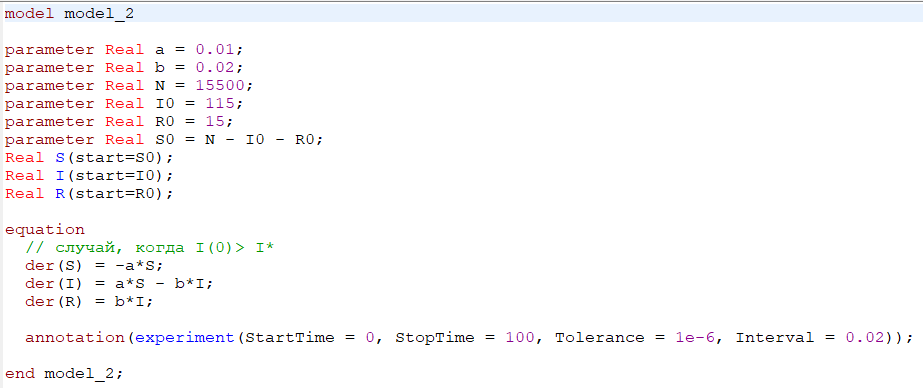 model model_2
parameter Real a = 0.01;
parameter Real b = 0.02;
parameter Real N = 15500;
parameter Real I0 = 115;
parameter Real R0 = 15;
parameter Real S0 = N - I0 - R0;
Real S(start=S0);
Real I(start=I0);
Real R(start=R0);
equation
// случай, когда I(0)> I*
der(S) = -a*S;
der(I) = a*S - b*I;
der(R) = b*I;
annotation(experiment(StartTime = 0, StopTime = 100, Tolerance = 1e-6, Interval = 0.02));
end model_2;